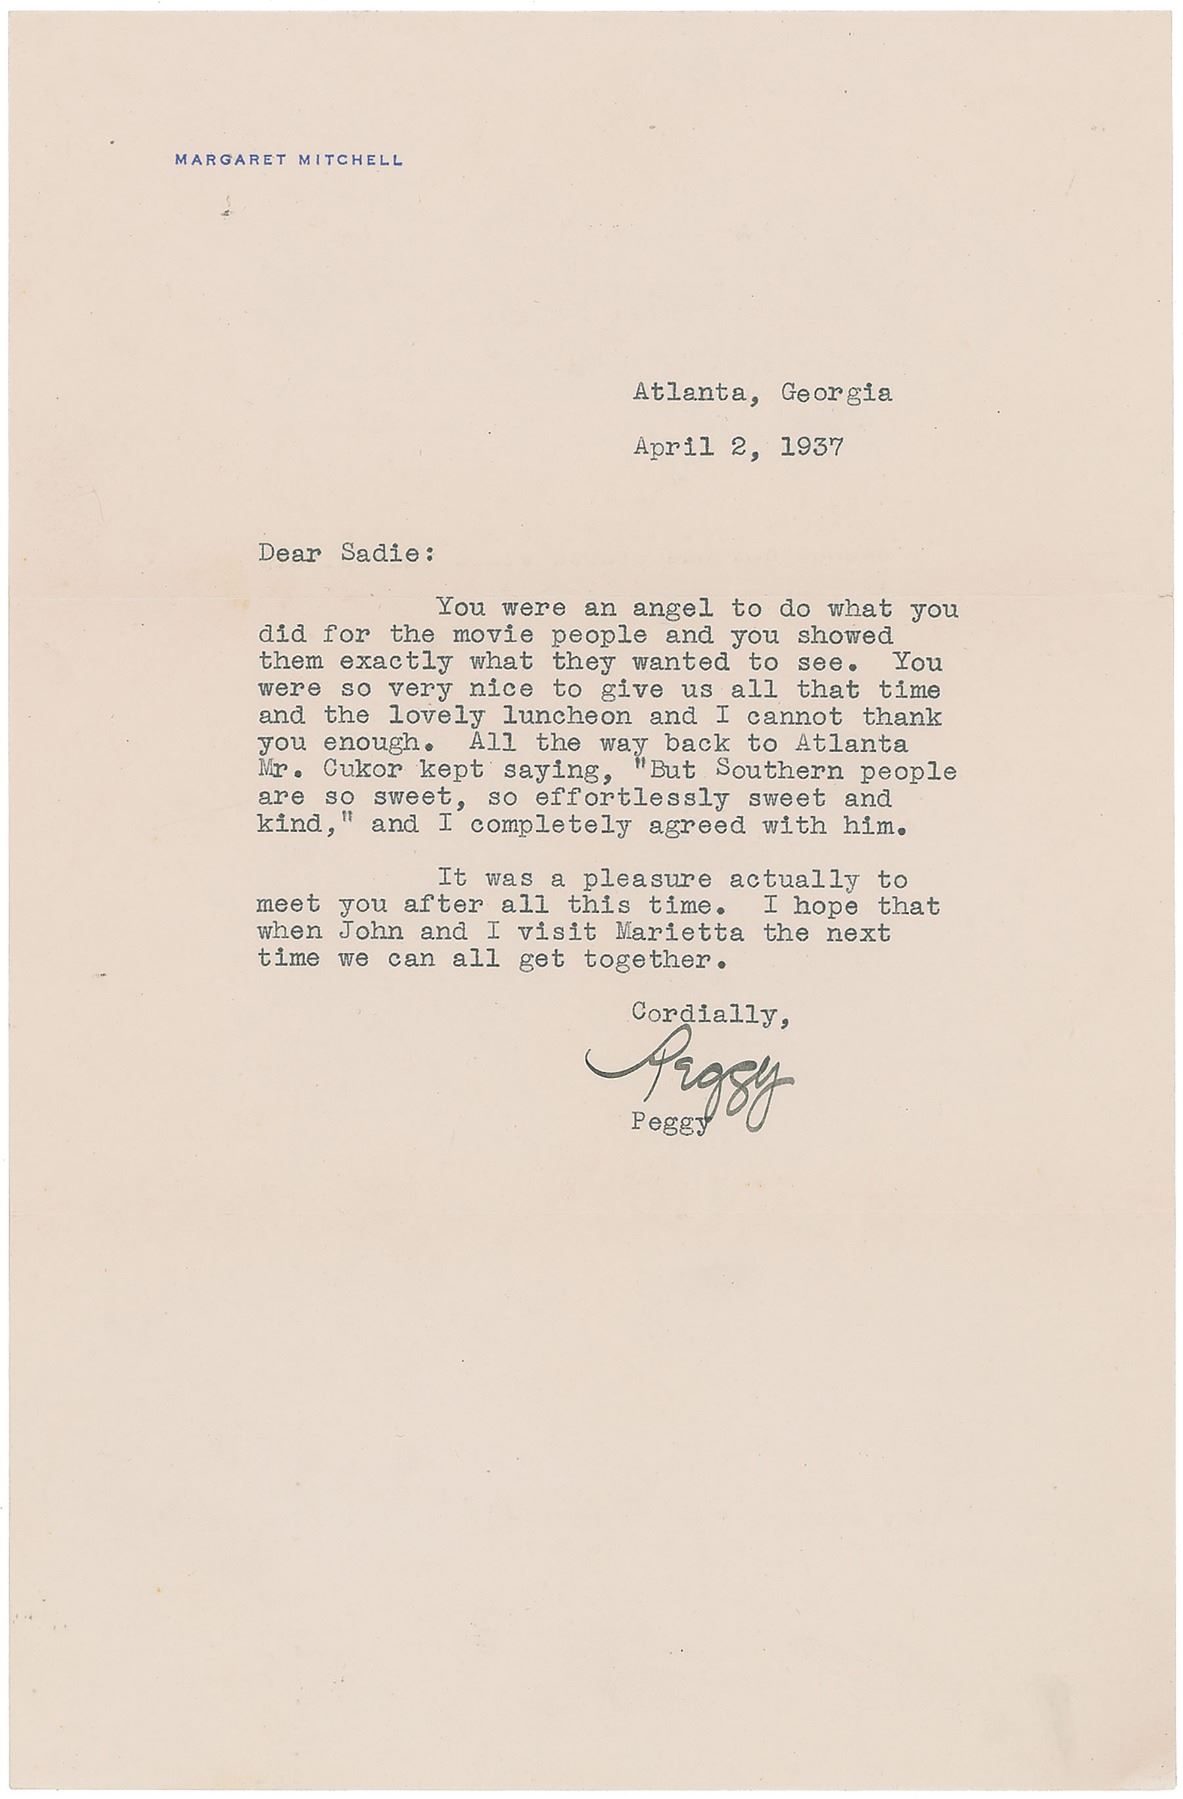 MARGARET MITCHELL
Atlanta, Georgia
April 2, 1937
Dear Sadie:
You were an angel to do what you
did for the movie people and you showed
them exactly what they wanted to see. You
were so very nice to give us all that time
and the lovely luncheon and I cannot thank
you enough. All the way back to Atlanta
Mr. Cukor kept saying, "But Southern people
are so sweet, so effortlessly sweet and
kind," and I completely agreed with him.
It was a pleasure actually to
meet you after all this time. I hope that
when John and I visit Marietta the next
time we can all get together.
Cordially,
Peggy
Peggy